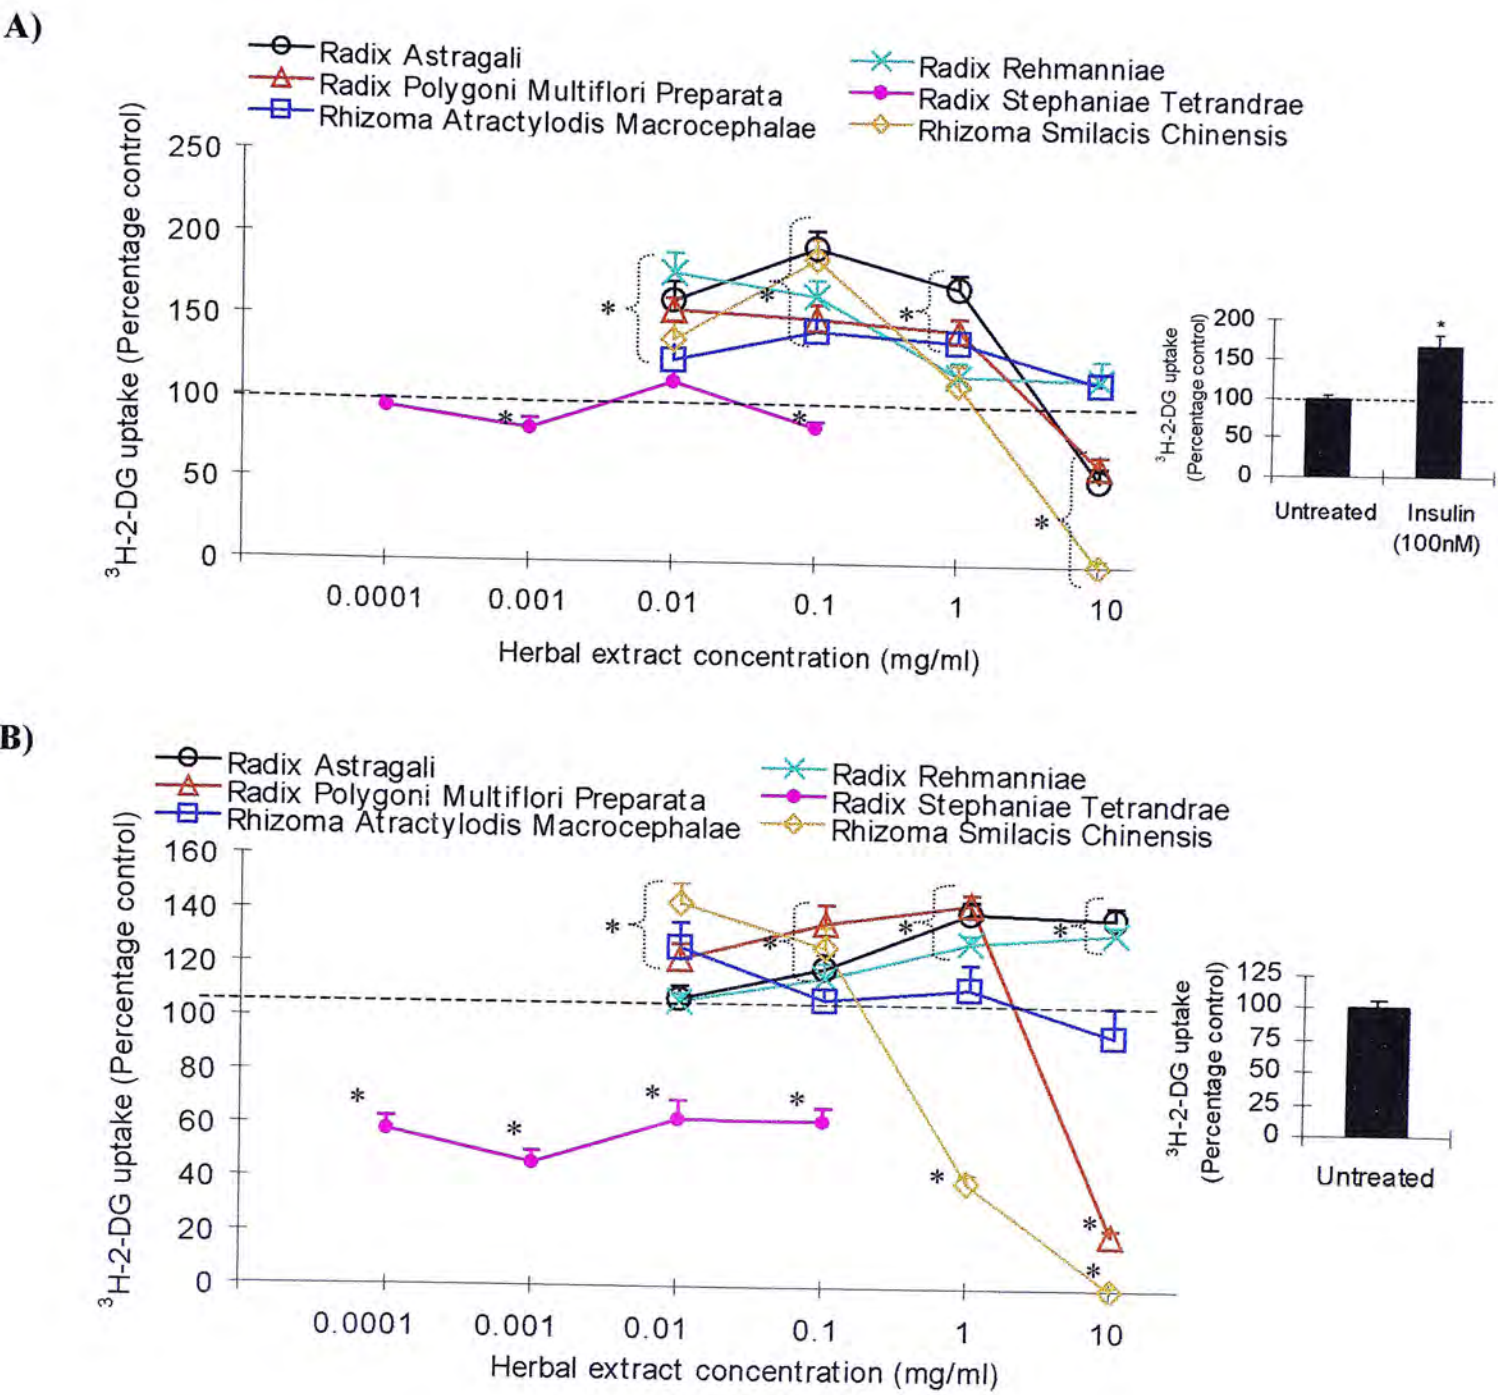 A)
Radix Astragali
Radix Polygoni Multiflori Preparata
Rhizoma Atractylodis Macrocephalae
Radix Rehmanniae
Radix Stephaniae Tetrandrae
Rhizoma Smilacis Chinensis
³H-2-DG uptake (Percentage control)
250
200
150
100
50
0
* * *
* *
*
0.0001 0.001 0.01 0.1 1 10
Herbal extract concentration (mg/ml)
³H-2-DG uptake
(Percentage control)
200
150
100
50
0
*
Untreated Insulin
(100nM)
B)
Radix Astragali
Radix Polygoni Multiflori Preparata
Rhizoma Atractylodis Macrocephalae
Radix Rehmanniae
Radix Stephaniae Tetrandrae
Rhizoma Smilacis Chinensis
³H-2-DG uptake (Percentage control)
160
140
120
100
80
60
40
20
0
* * * *
* * * *
*
*
*
0.0001 0.001 0.01 0.1 1 10
Herbal extract concentration (mg/ml)
³H-2-DG uptake
(Percentage control)
125
100
75
50
25
0
Untreated